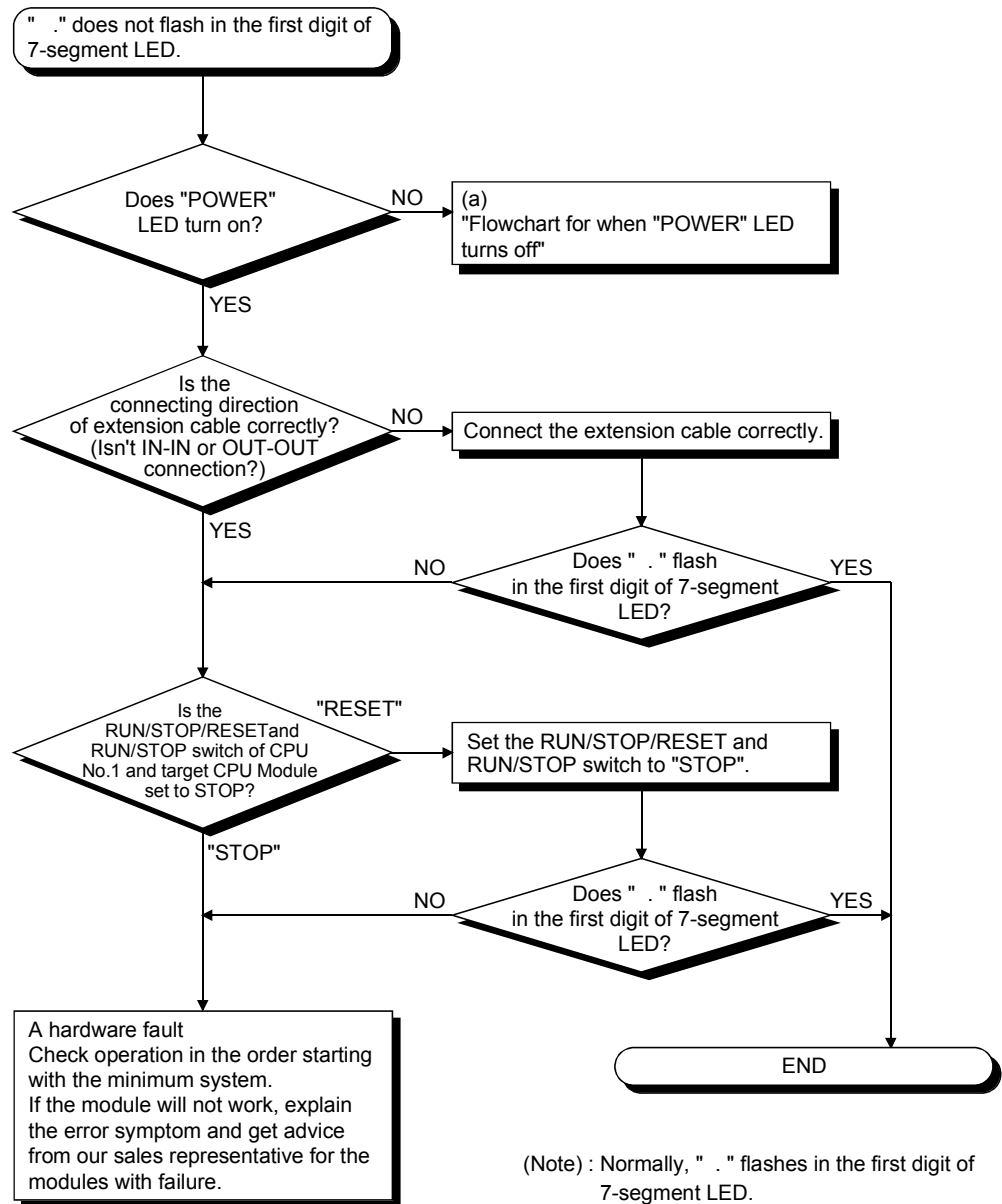 "   ." does not flash in the first digit of
7-segment LED.
Does "POWER"
LED turn on?
NO
(a)
"Flowchart for when "POWER" LED
turns off"
YES
Is the
connecting direction
of extension cable correctly?
(Isn't IN-IN or OUT-OUT
connection?)
NO
Connect the extension cable correctly.
YES
NO
Does "  . " flash
in the first digit of 7-segment
LED?
YES
Is the
RUN/STOP/RESETand
RUN/STOP switch of CPU
No.1 and target CPU Module
set to STOP?
"RESET"
Set the RUN/STOP/RESET and
RUN/STOP switch to "STOP".
"STOP"
NO
Does "  . " flash
in the first digit of 7-segment
LED?
YES
A hardware fault
Check operation in the order starting
with the minimum system.
If the module will not work, explain
the error symptom and get advice
from our sales representative for the
modules with failure.
END
(Note) : Normally, "  . " flashes in the first digit of
7-segment LED.